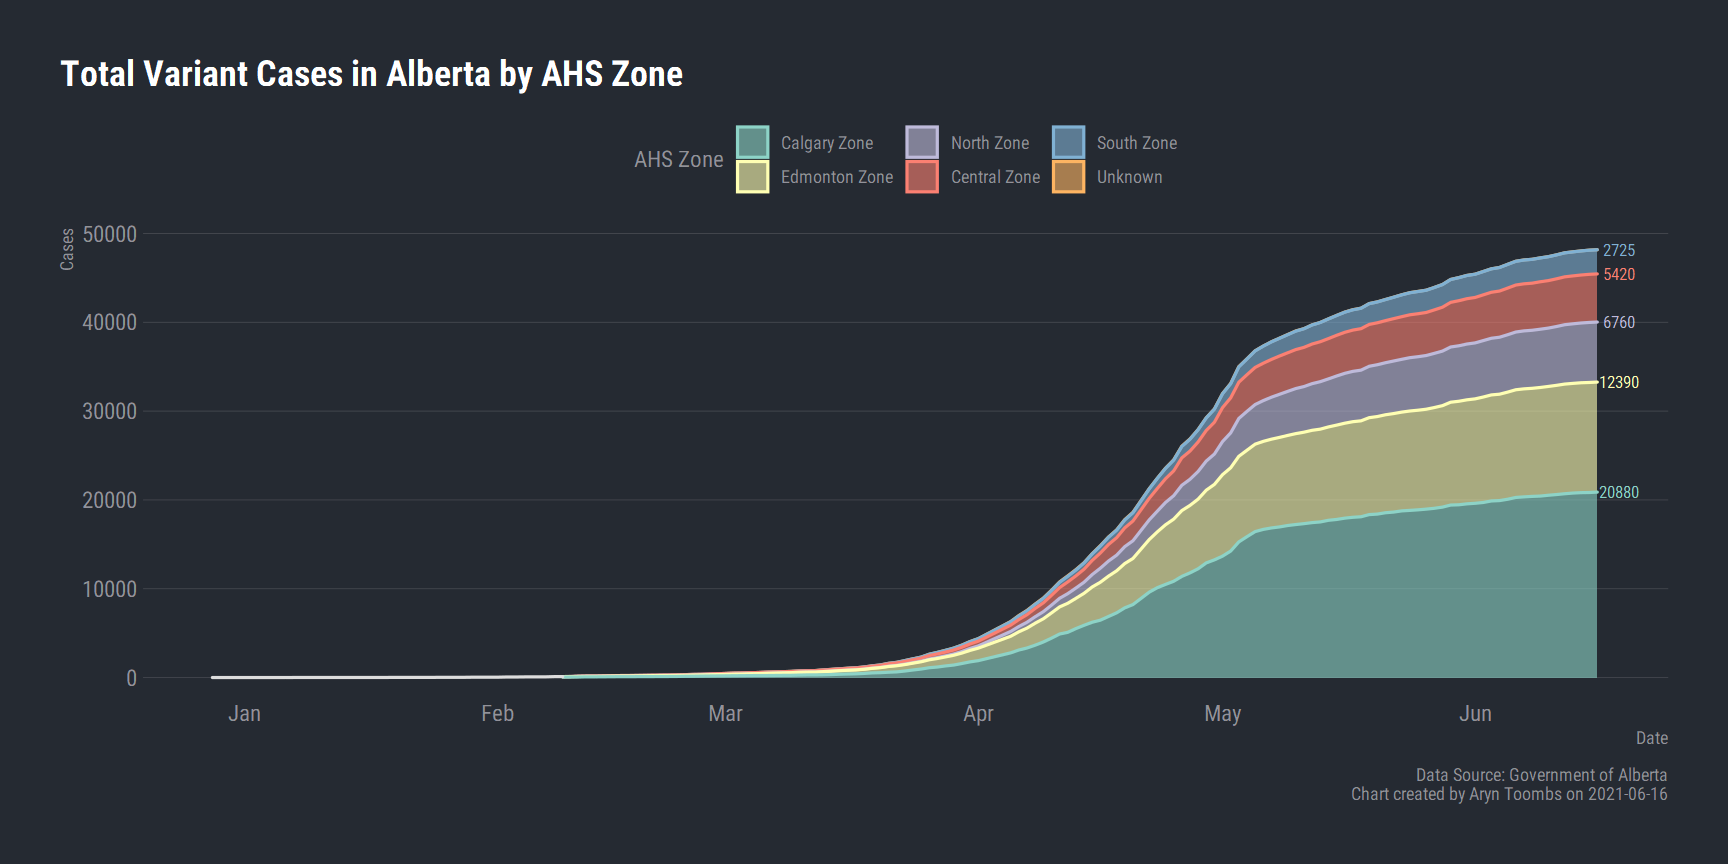 Total Variant Cases in Alberta by AHS Zone
AHS Zone
Calgary Zone
North Zone
South Zone
Edmonton Zone
Central Zone
Unknown
Cases
50000
40000
30000
20000
10000
0
2725
5420
6760
12390
20880
Jan
Feb
Mar
Apr
May
Jun
Date
Data Source: Government of Alberta
Chart created by Aryn Toombs on 2021-06-16